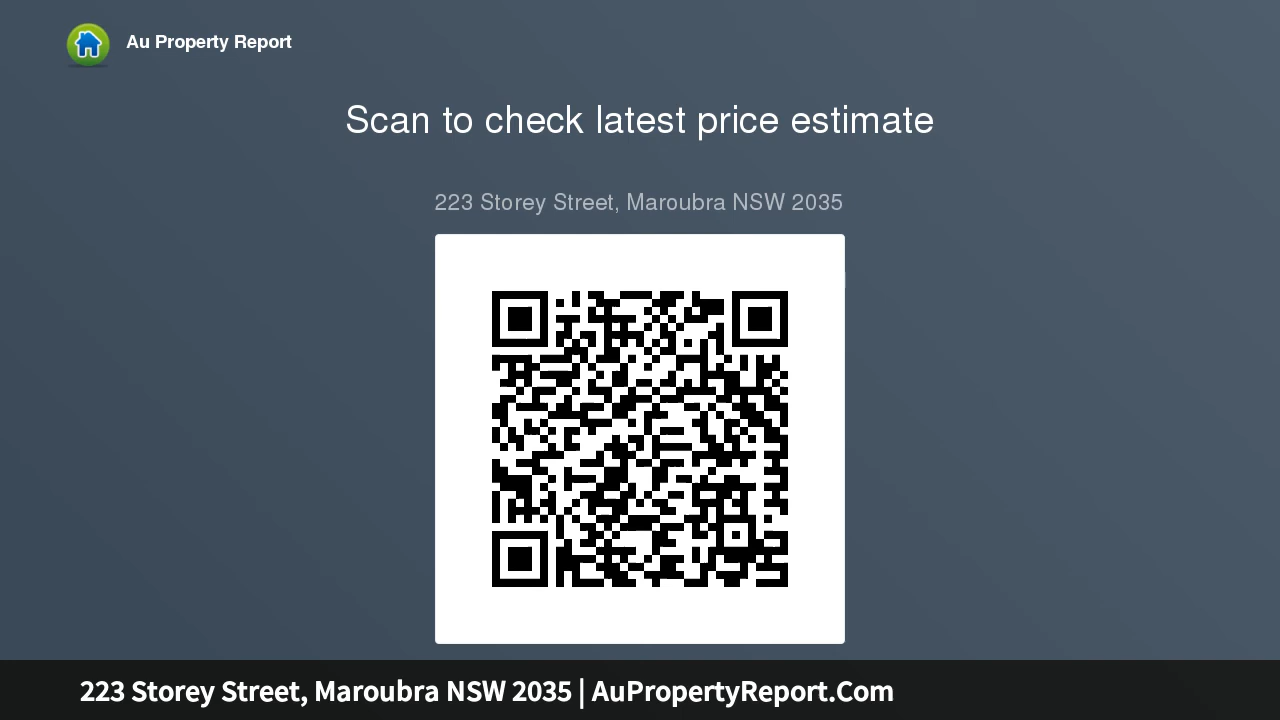 Au Property Report
Scan to check latest price estimate
223 Storey Street, Maroubra NSW 2035
223 Storey Street, Maroubra NSW 2035 | AuPropertyReport.Com